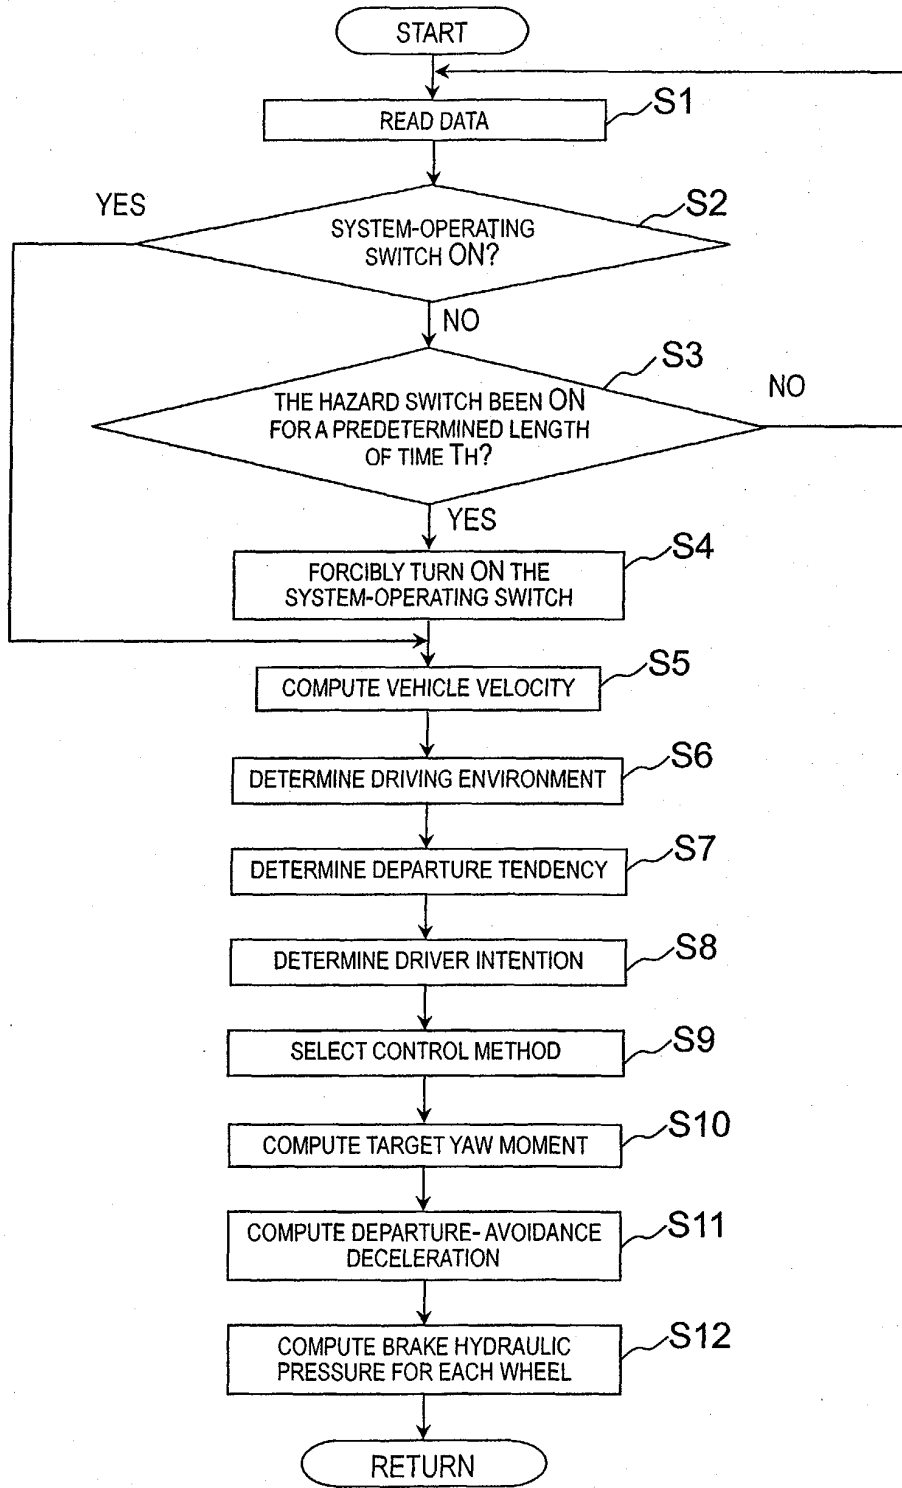 START
S1
READ DATA
YES
S2
SYSTEM-OPERATING
SWITCH ON?
NO
S3
NO
THE HAZARD SWITCH BEEN ON
FOR A PREDETERMINED LENGTH
OF TIME TH?
YES
S4
FORCIBLY TURN ON THE
SYSTEM-OPERATING SWITCH
S5
COMPUTE VEHICLE VELOCITY
S6
DETERMINE DRIVING ENVIRONMENT
S7
DETERMINE DEPARTURE TENDENCY
S8
DETERMINE DRIVER INTENTION
S9
SELECT CONTROL METHOD
S10
COMPUTE TARGET YAW MOMENT
S11
COMPUTE DEPARTURE- AVOIDANCE
DECELERATION
S12
COMPUTE BRAKE HYDRAULIC
PRESSURE FOR EACH WHEEL
RETURN